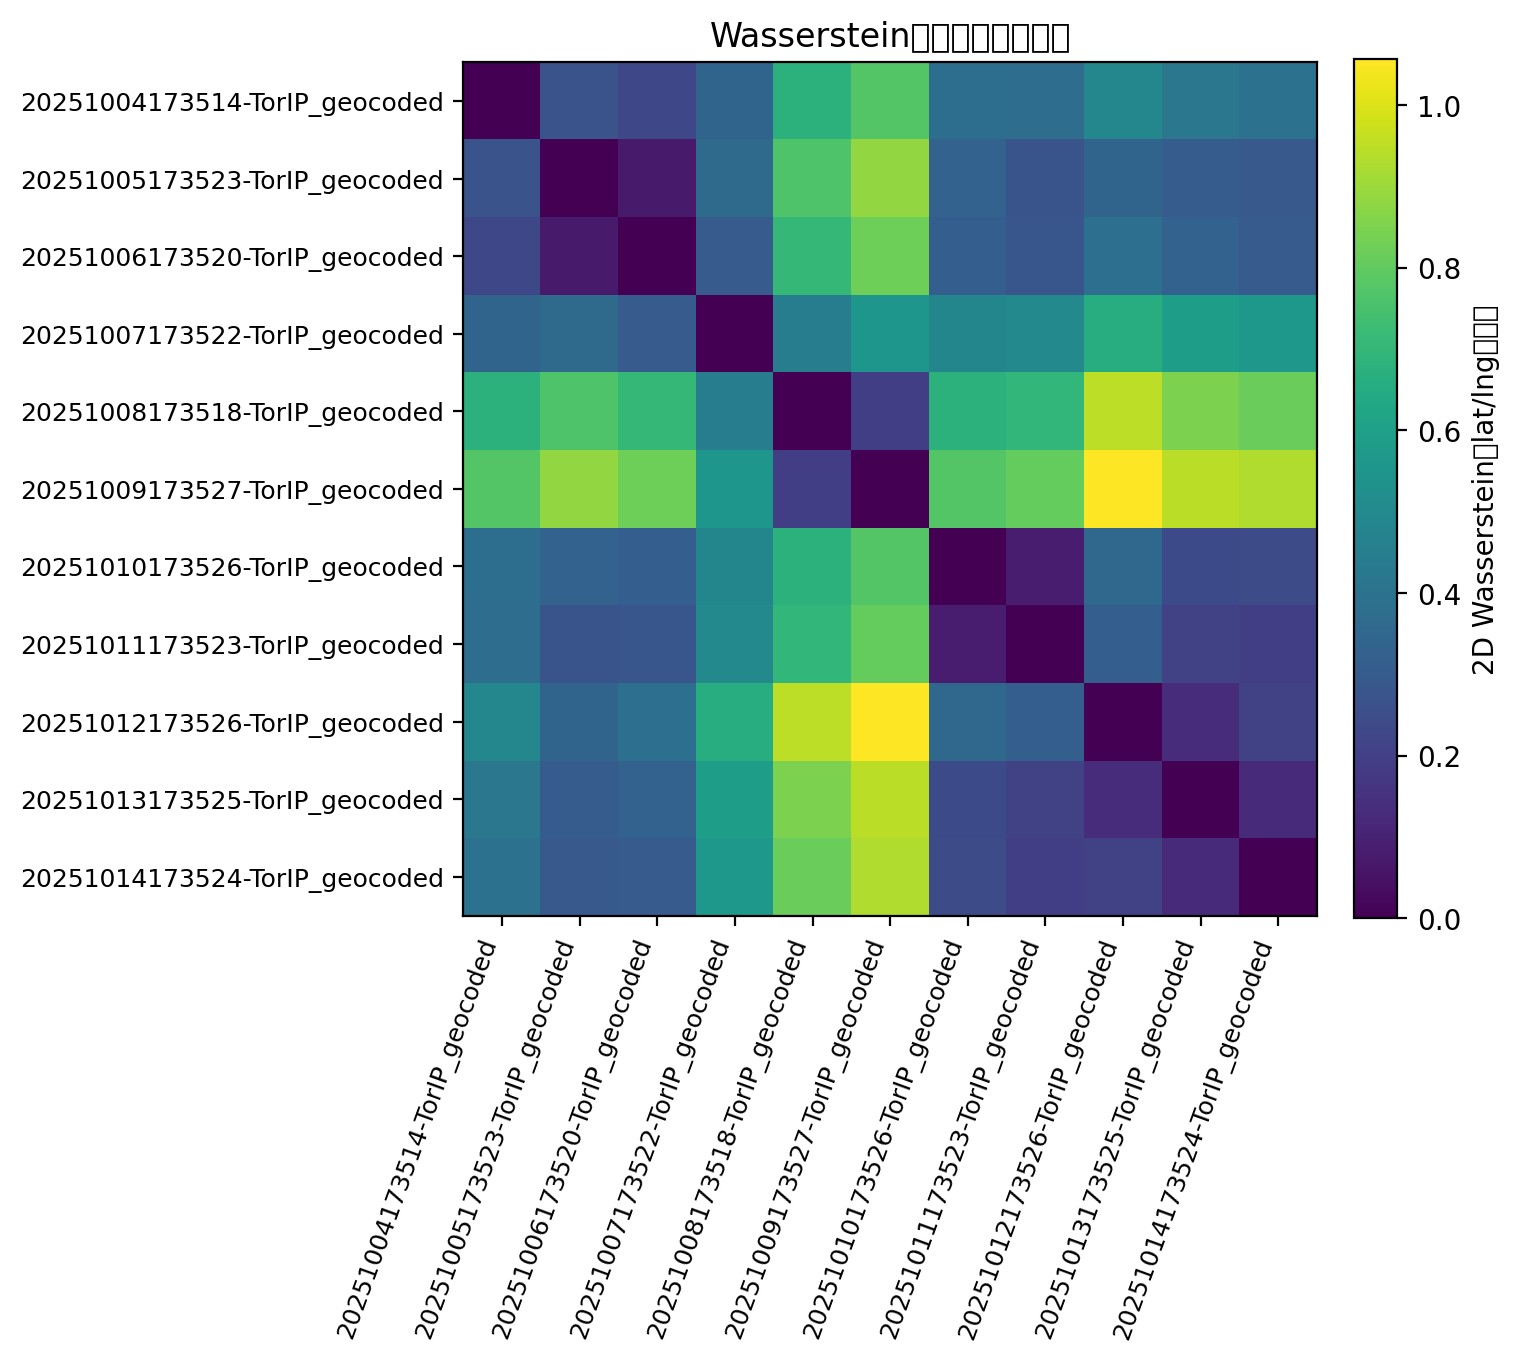 Wasserstein
20251004173514-TorIP_geocoded
20251005173523-TorIP_geocoded
20251006173520-TorIP_geocoded
20251007173522-TorIP_geocoded
20251008173518-TorIP_geocoded
20251009173527-TorIP_geocoded
20251010173526-TorIP_geocoded
20251011173523-TorIP_geocoded
20251012173526-TorIP_geocoded
20251013173525-TorIP_geocoded
20251014173524-TorIP_geocoded
20251004173514-TorIP_geocoded
20251005173523-TorIP_geocoded
20251006173520-TorIP_geocoded
20251007173522-TorIP_geocoded
20251008173518-TorIP_geocoded
20251009173527-TorIP_geocoded
20251010173526-TorIP_geocoded
20251011173523-TorIP_geocoded
20251012173526-TorIP_geocoded
20251013173525-TorIP_geocoded
20251014173524-TorIP_geocoded
1.0
0.8
0.6
0.4
0.2
0.0
2D Wasserstein lat/lng